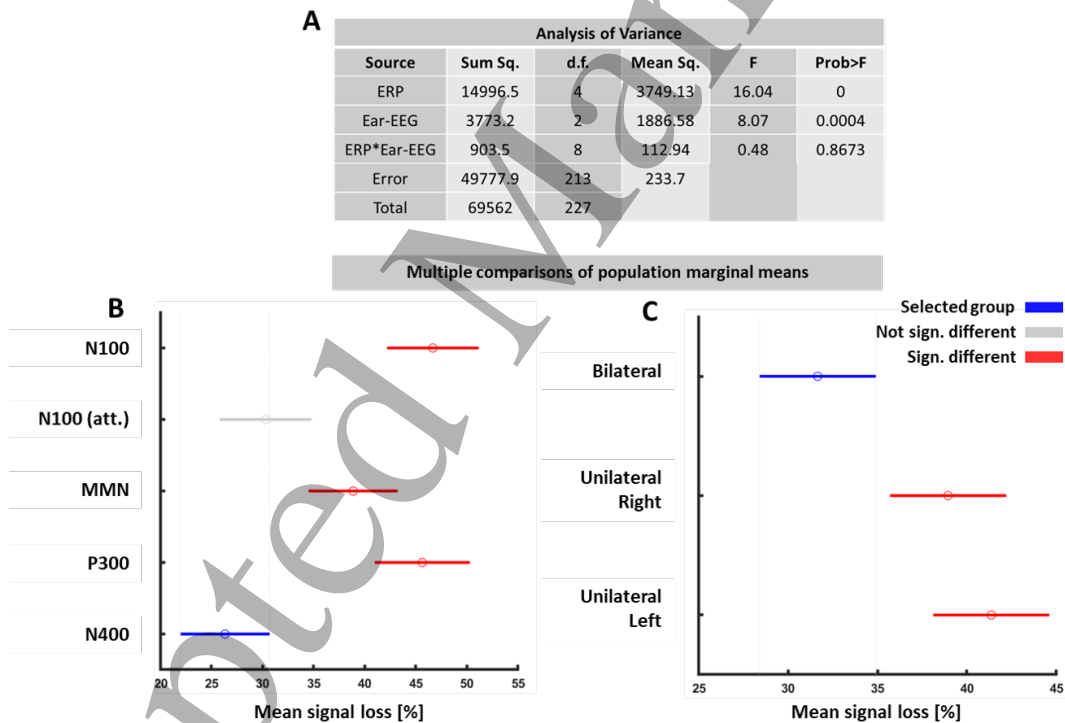 A
Analysis of Variance
Source Sum Sq. d.f. Mean Sq. F Prob>F
ERP 14996.5 4 3749.13 16.04 0
Ear-EEG 3773.2 2 1886.58 8.07 0.0004
ERP*Ear-EEG 903.5 8 112.94 0.48 0.8673
Error 49777.9 213 233.7
Total 69562 227
Multiple comparisons of population marginal means
B
N100
N100 (att.)
MMN
P300
N400
20 25 30 35 40 45 50 55
Mean signal loss [%]
C
Selected group
Not sign. different
Sign. different
Bilateral
Unilateral
Right
Unilateral
Left
25 30 35 40 45
Mean signal loss [%]
pted Man